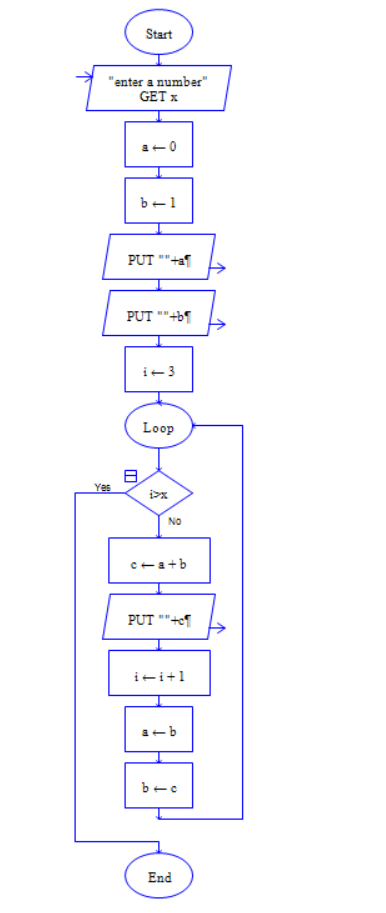 Start
"enter a number"
GET x
a ← 0
b ← 1
PUT ""+a¶
PUT ""+b¶
i ← 3
Loop
Yes
i>x
No
c ← a + b
PUT ""+c¶
i ← i + 1
a ← b
b ← c
End